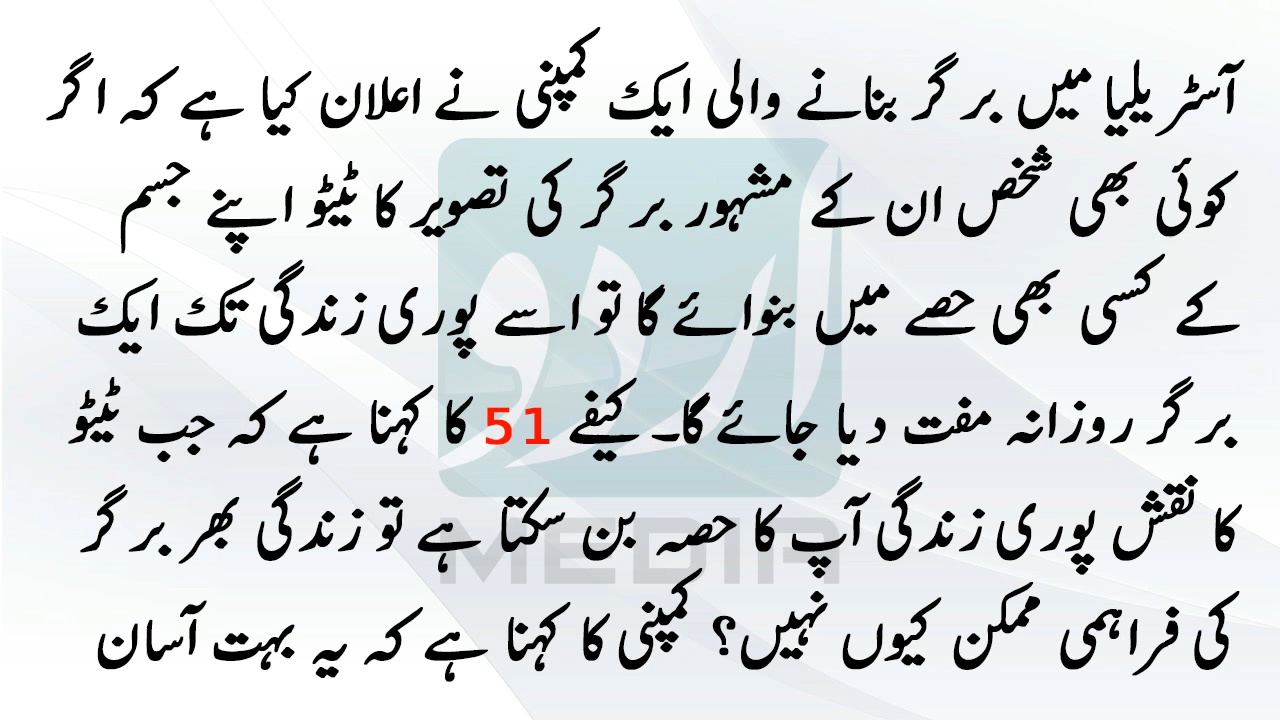 آسٹریلیا میں برگر بنانے والی ایک کمپنی نے اعلان کیا ہے کہ اگر
کوئی بھی شخص ان کے مشہور برگر کی تصویر کا ٹیٹو اپنے جسم
کے کسی بھی حصے میں بنوائے گا تو اسے پوری زندگی تک ایک
برگر روزانہ مفت دیا جائے گا۔ کیفے 51 کا کہنا ہے کہ جب ٹیٹو
کا نقش پوری زندگی آپ کا حصہ بن سکتا ہے تو زندگی بھر برگر
کی فراہمی ممکن کیوں نہیں؟ کمپنی کا کہنا ہے کہ یہ بہت آسان
اردو
MEDIA